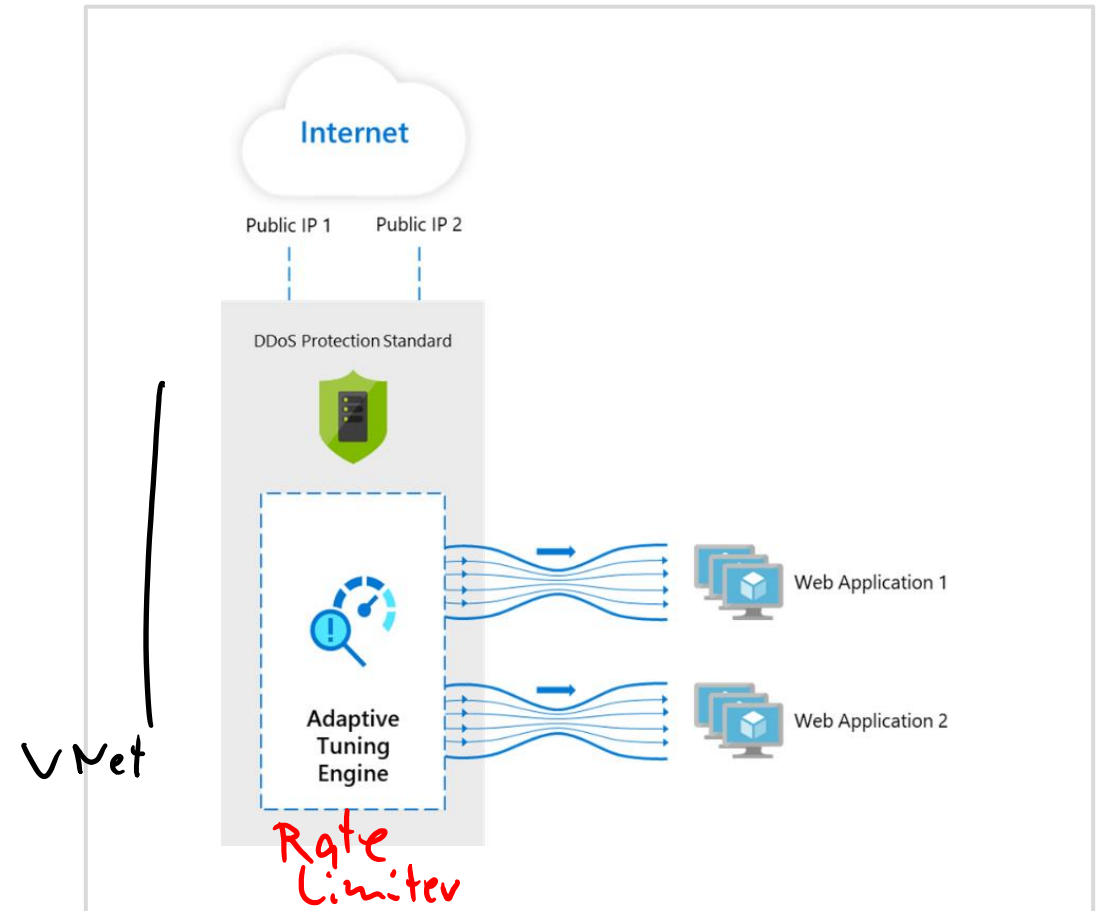 Internet
Public IP 1
Public IP 2
DDoS Protection Standard
Web Application 1
Adaptive
Tuning
Engine
Web Application 2
VNet
Rate
Limiter